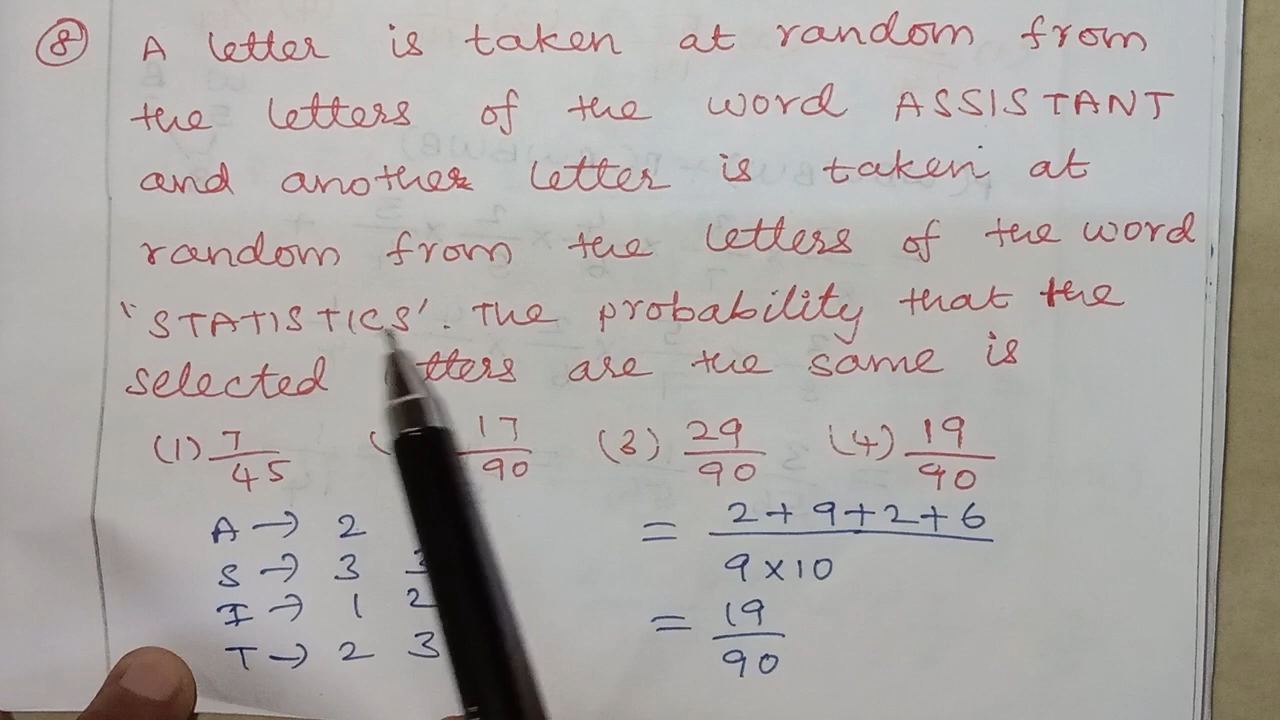 8 A letter is taken at random from
the letters of the word ASSISTANT
and another letter is taken at
random from the letters of the word
"STATISTICS'. The probability that the
selected are the same is
(1) 7/45 ( 17/90 (3) 29/90 (4) 19/90
A → 2
S → 3 3
I → 1 2
T → 2 3
= 2+9+2+6 / 9×10
= 19/90